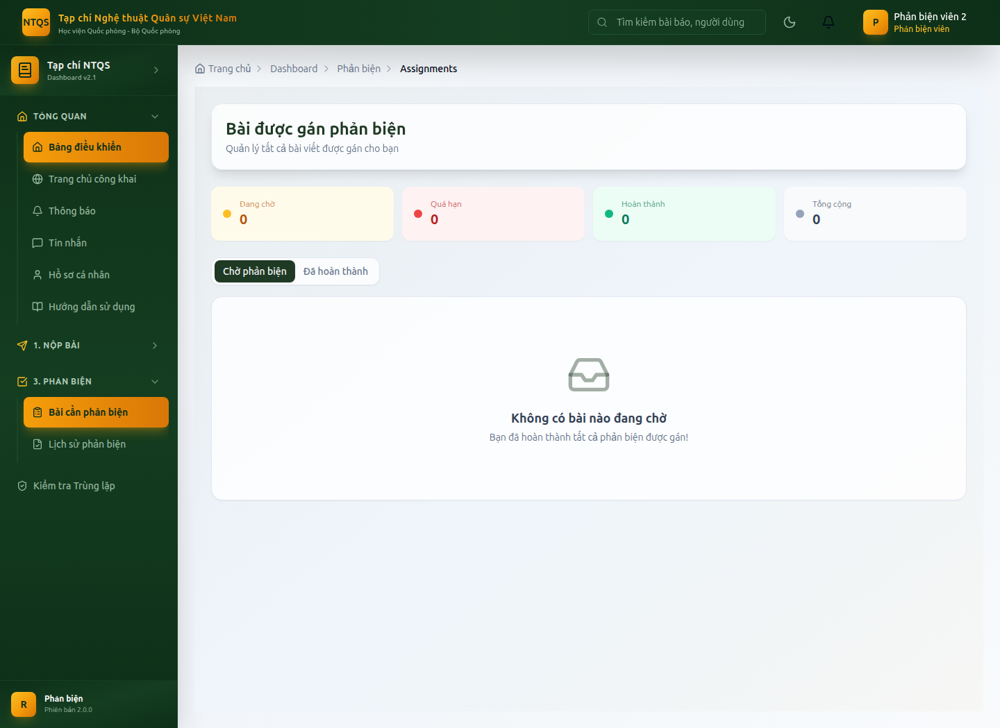 NTQS
Tạp chí Nghệ thuật Quân sự Việt Nam
Học viện Quốc phòng - Bộ Quốc phòng
Tìm kiếm bài báo, người dùng
P
Phản biện viên 2
Phản biện viên
Tạp chí NTQS
Dashboard v2.1
TỔNG QUAN
Bảng điều khiển
Trang chủ công khai
Thông báo
Tin nhắn
Hồ sơ cá nhân
Hướng dẫn sử dụng
1. NỘP BÀI
3. PHẢN BIỆN
Bài cần phản biện
Lịch sử phản biện
Kiểm tra Trùng lặp
R
Phản biện
Phiên bản 2.0.0
Trang chủ
Dashboard
Phản biện
Assignments
Bài được gán phản biện
Quản lý tất cả bài viết được gán cho bạn
Đang chờ
0
Quá hạn
0
Hoàn thành
0
Tổng cộng
0
Chờ phản biện
Đã hoàn thành
Không có bài nào đang chờ
Bạn đã hoàn thành tất cả phản biện được gán!